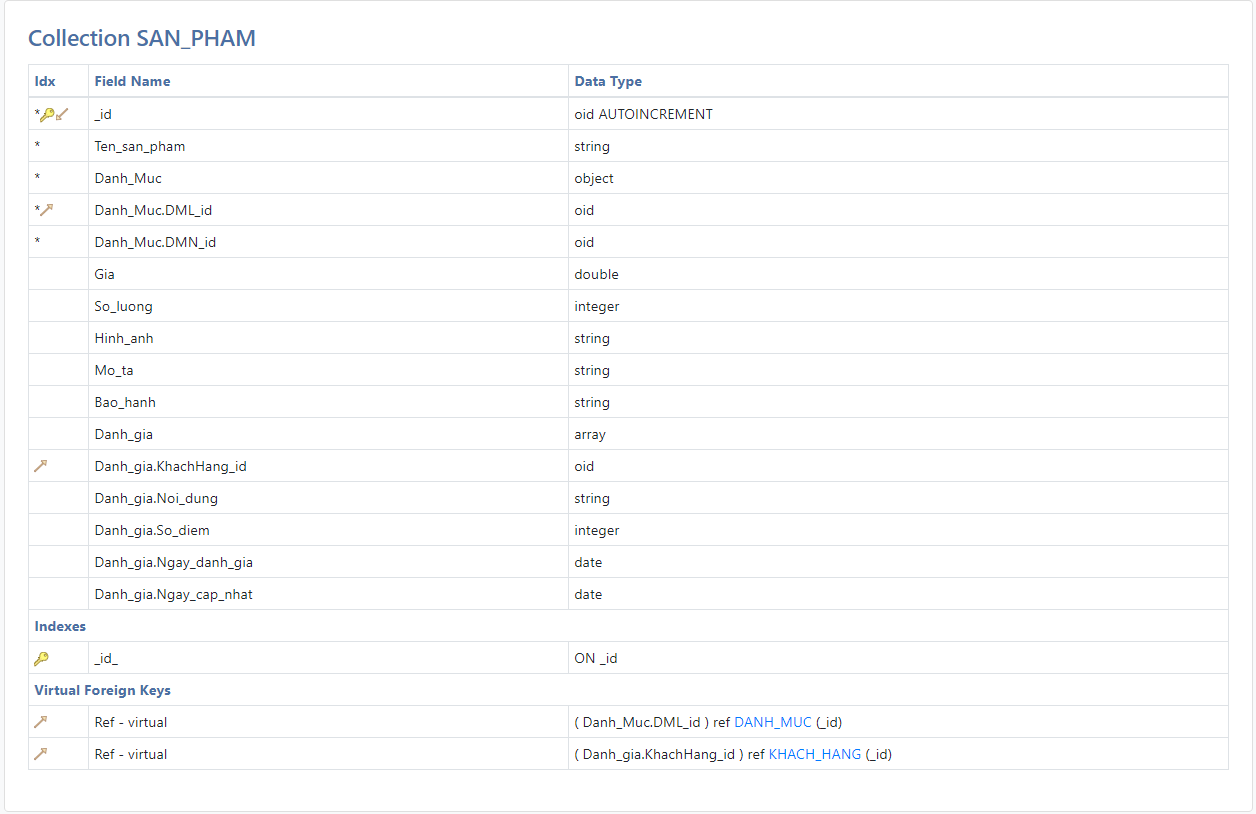 Collection SAN_PHAM
Idx Field Name Data Type
* _id oid AUTOINCREMENT
* Ten_san_pham string
* Danh_Muc object
* Danh_Muc.DML_id oid
* Danh_Muc.DMN_id oid
Gia double
So_luong integer
Hinh_anh string
Mo_ta string
Bao_hanh string
Danh_gia array
Danh_gia.KhachHang_id oid
Danh_gia.Noi_dung string
Danh_gia.So_diem integer
Danh_gia.Ngay_danh_gia date
Danh_gia.Ngay_cap_nhat date
Indexes
_id_ ON _id
Virtual Foreign Keys
Ref - virtual ( Danh_Muc.DML_id ) ref DANH_MUC (_id)
Ref - virtual ( Danh_gia.KhachHang_id ) ref KHACH_HANG (_id)